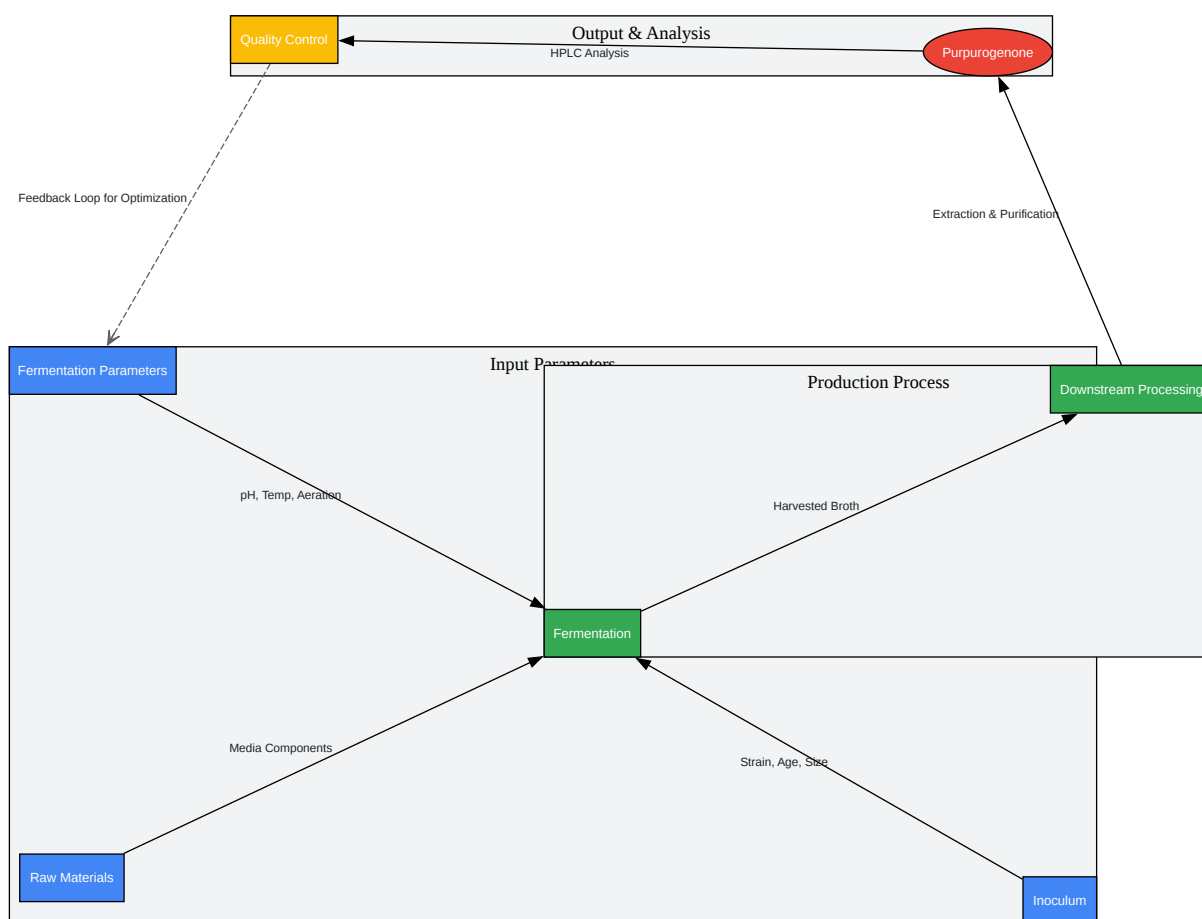 Output & Analysis
Quality Control
Purpurogenone
HPLC Analysis
Feedback Loop for Optimization
Extraction & Purification
Input Parameters
Fermentation Parameters
Production Process
Downstream Processing
pH, Temp, Aeration
Harvested Broth
Fermentation
Media Components
Strain, Age, Size
Raw Materials
Inoculum